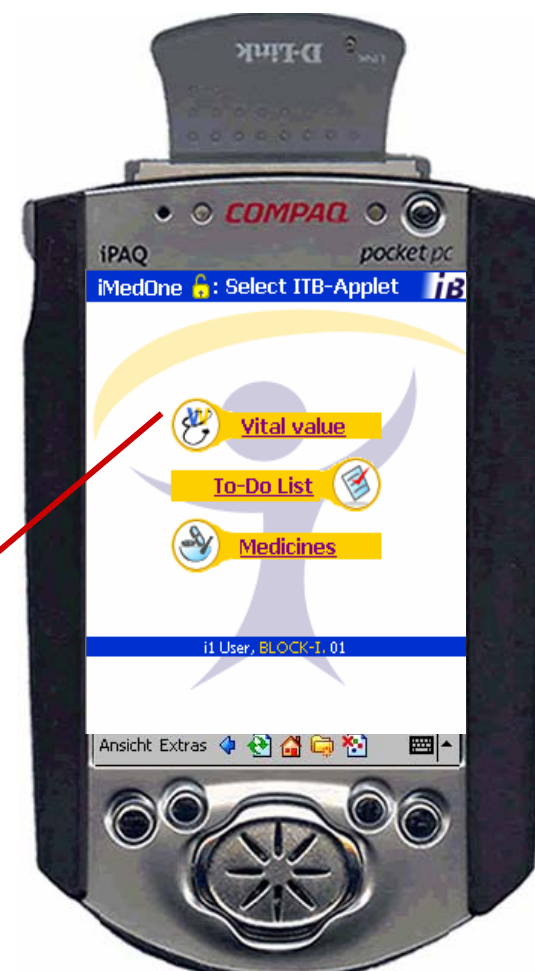 D-Link
LINK
COMPAQ
iPAQ pocket pc
iMedOne : Select ITB-Applet iB
Vital value
To-Do List
Medicines
i1 User, BLOCK-I. 01
Ansicht Extras